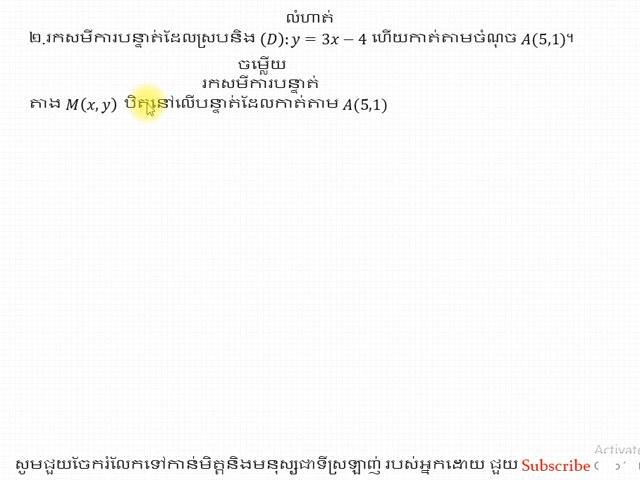 លំហាត់
២.រកសមីការបន្ទាត់ដែលស្របនិង (D): y = 3x − 4 ហើយកាត់តាមចំណុច A(5,1)។
ចម្លើយ
រកសមីការបន្ទាត់
តាង M(x, y) ឋិត្សនៅលើបន្ទាត់ដែលកាត់តាម A(5,1)
Activate
សូមជួយចែករំលែកទៅកាន់មិត្តនិងមនុស្សជាទីស្រឡាញ់ របស់អ្នកដោយ ជួយ Subscribe